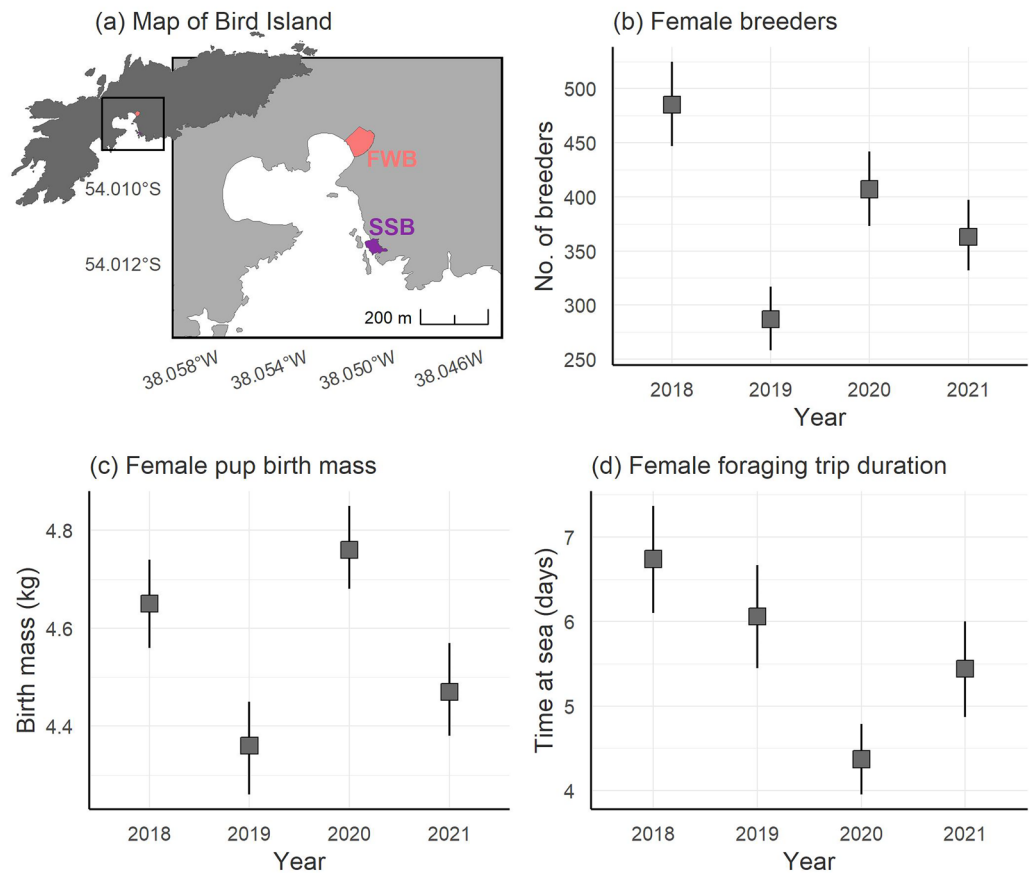 (a) Map of Bird Island
54.010°S
54.012°S
FWB
SSB
200 m
38.058°W
38.054°W
38.050°W
38.046°W
(b) Female breeders
No. of breeders
500
450
400
350
300
250
2018
2019
2020
2021
Year
(c) Female pup birth mass
Birth mass (kg)
4.8
4.6
4.4
2018
2019
2020
2021
Year
(d) Female foraging trip duration
Time at sea (days)
7
6
5
4
2018
2019
2020
2021
Year